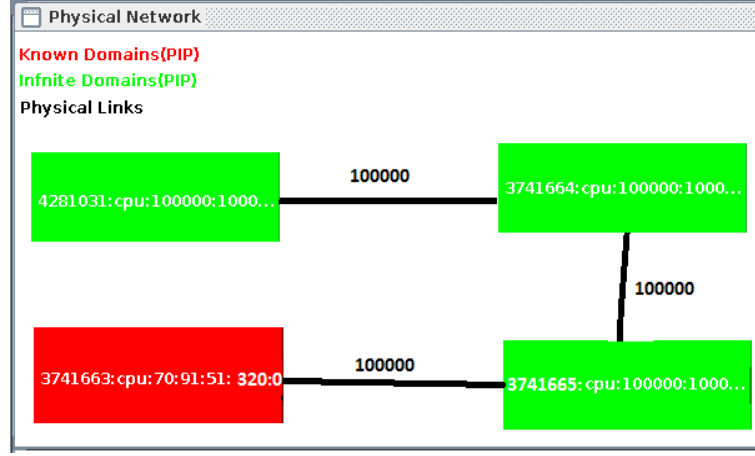 Physical Network
Known Domains(PIP)
Infnite Domains(PIP)
Physical Links
100000
4281031:cpu:100000:1000...
3741664:cpu:100000:1000...
100000
100000
3741663:cpu:70:91:51: 320:0
3741665: cpu:100000:1000...